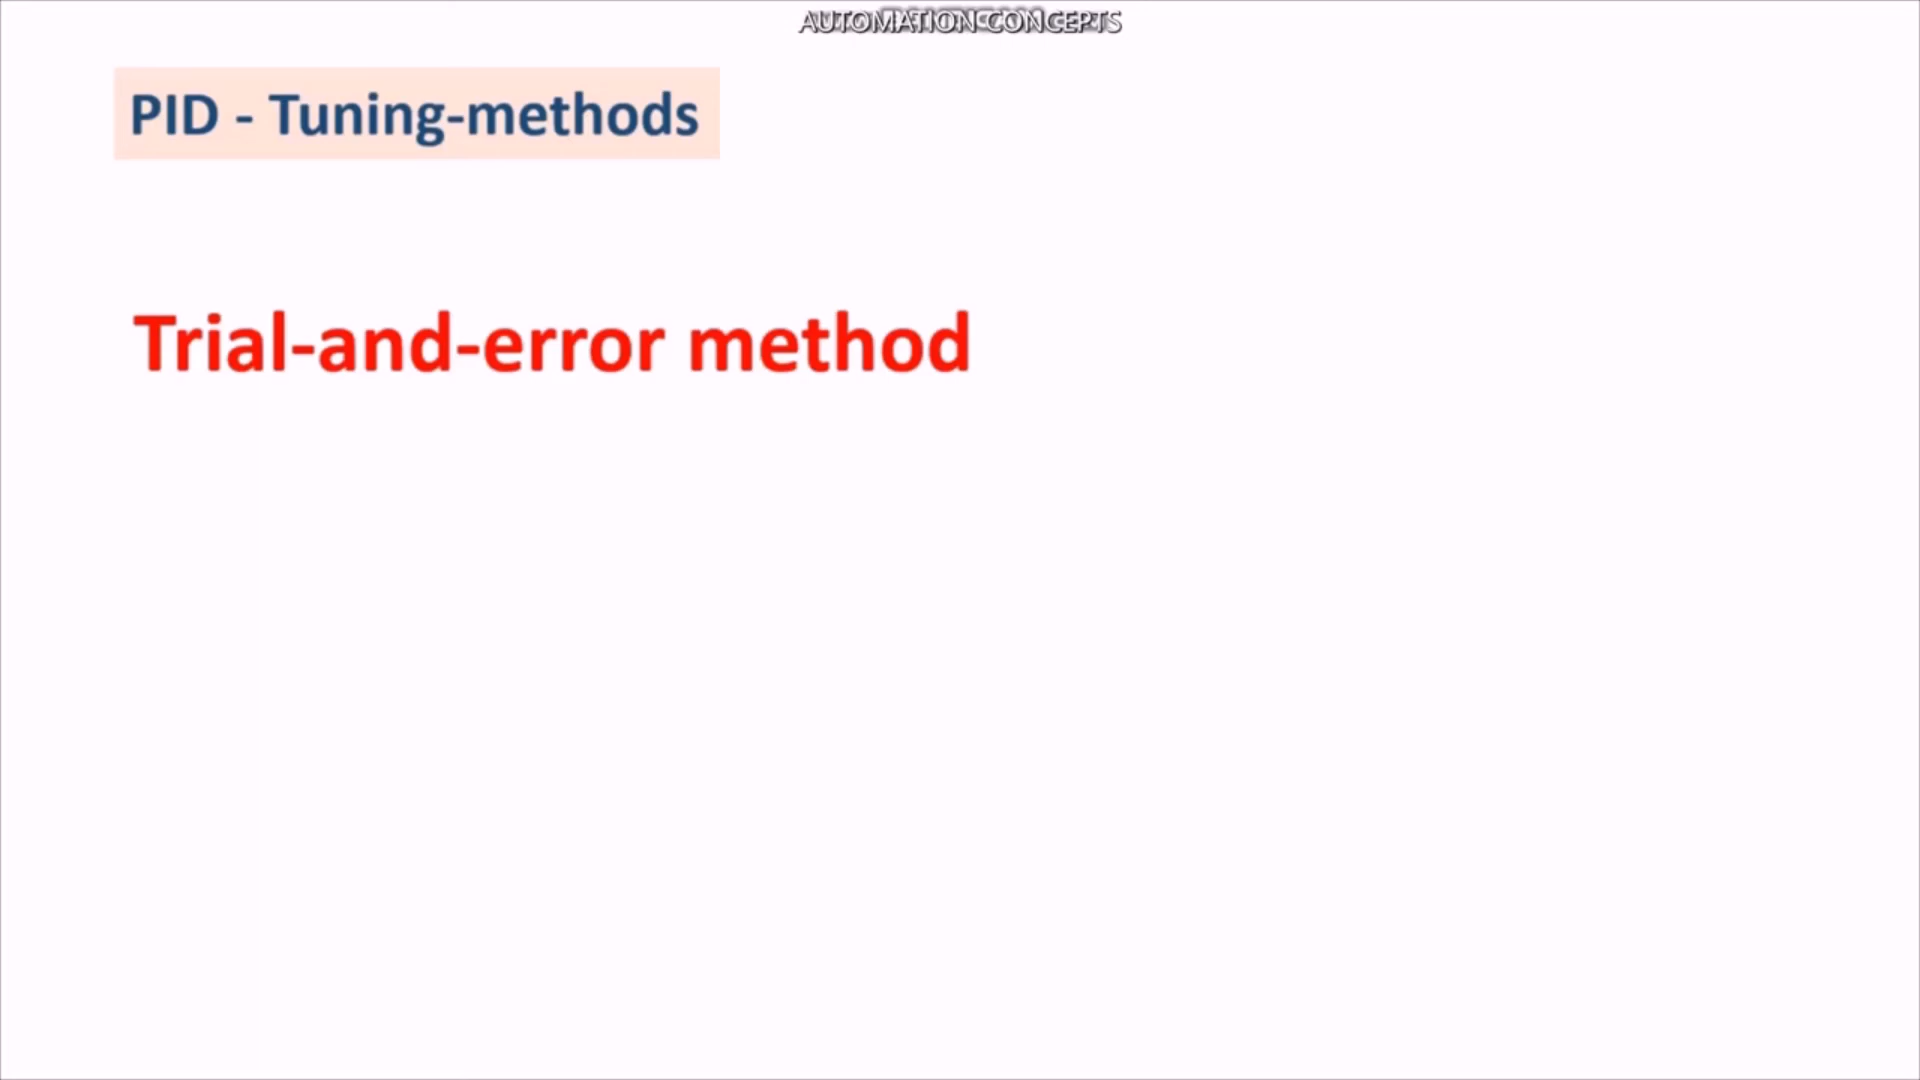 AUTOMATION CONCEPTS
PID - Tuning-methods
Trial-and-error method